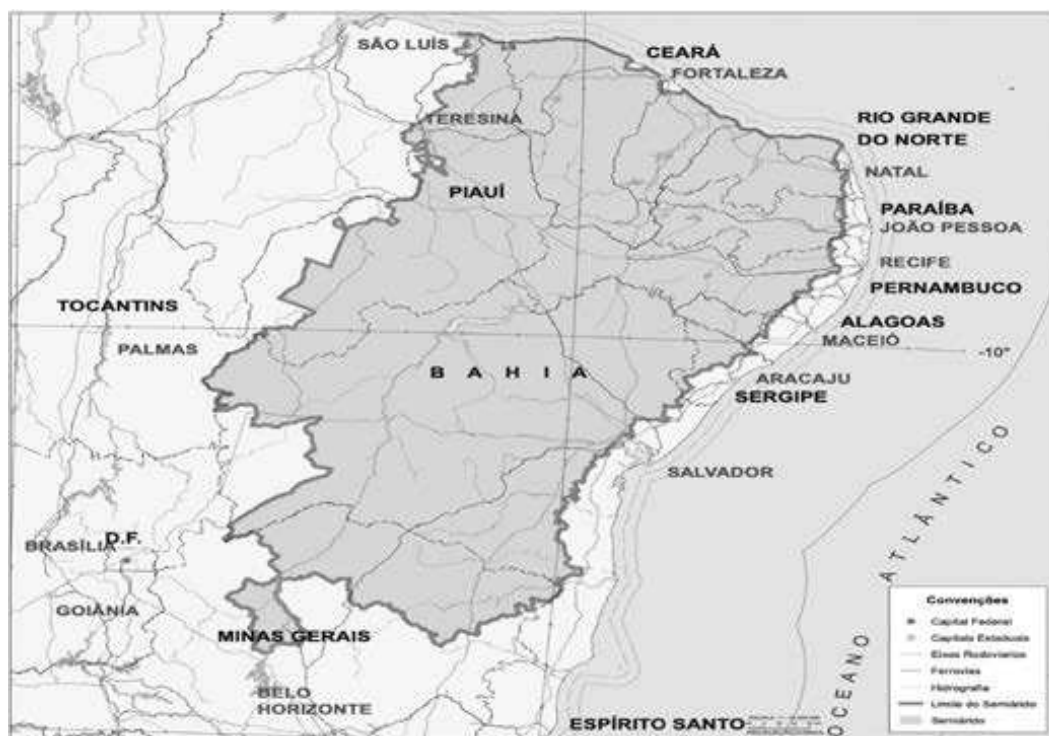 SÃO LUÍS
CEARÁ
FORTALEZA
RIO GRANDE
DO NORTE
TERESINA
NATAL
PIAUÍ
PARAÍBA
JOÃO PESSOA
RECIFE
PERNAMBUCO
TOCANTINS
ALAGOAS
MACEIÓ
PALMAS
-10°
BAHIA
ARACAJU
SERGIPE
SALVADOR
OCEANO ATLÂNTICO
D.F.
BRASÍLIA
GOIÂNIA
MINAS GERAIS
BELO
HORIZONTE
ESPÍRITO SANTO
Convenções
Capital Federal
Capitais Estaduais
Eixos Rodoviários
Ferrovias
Hidrografia
Limite do Semiárido
Semiárido